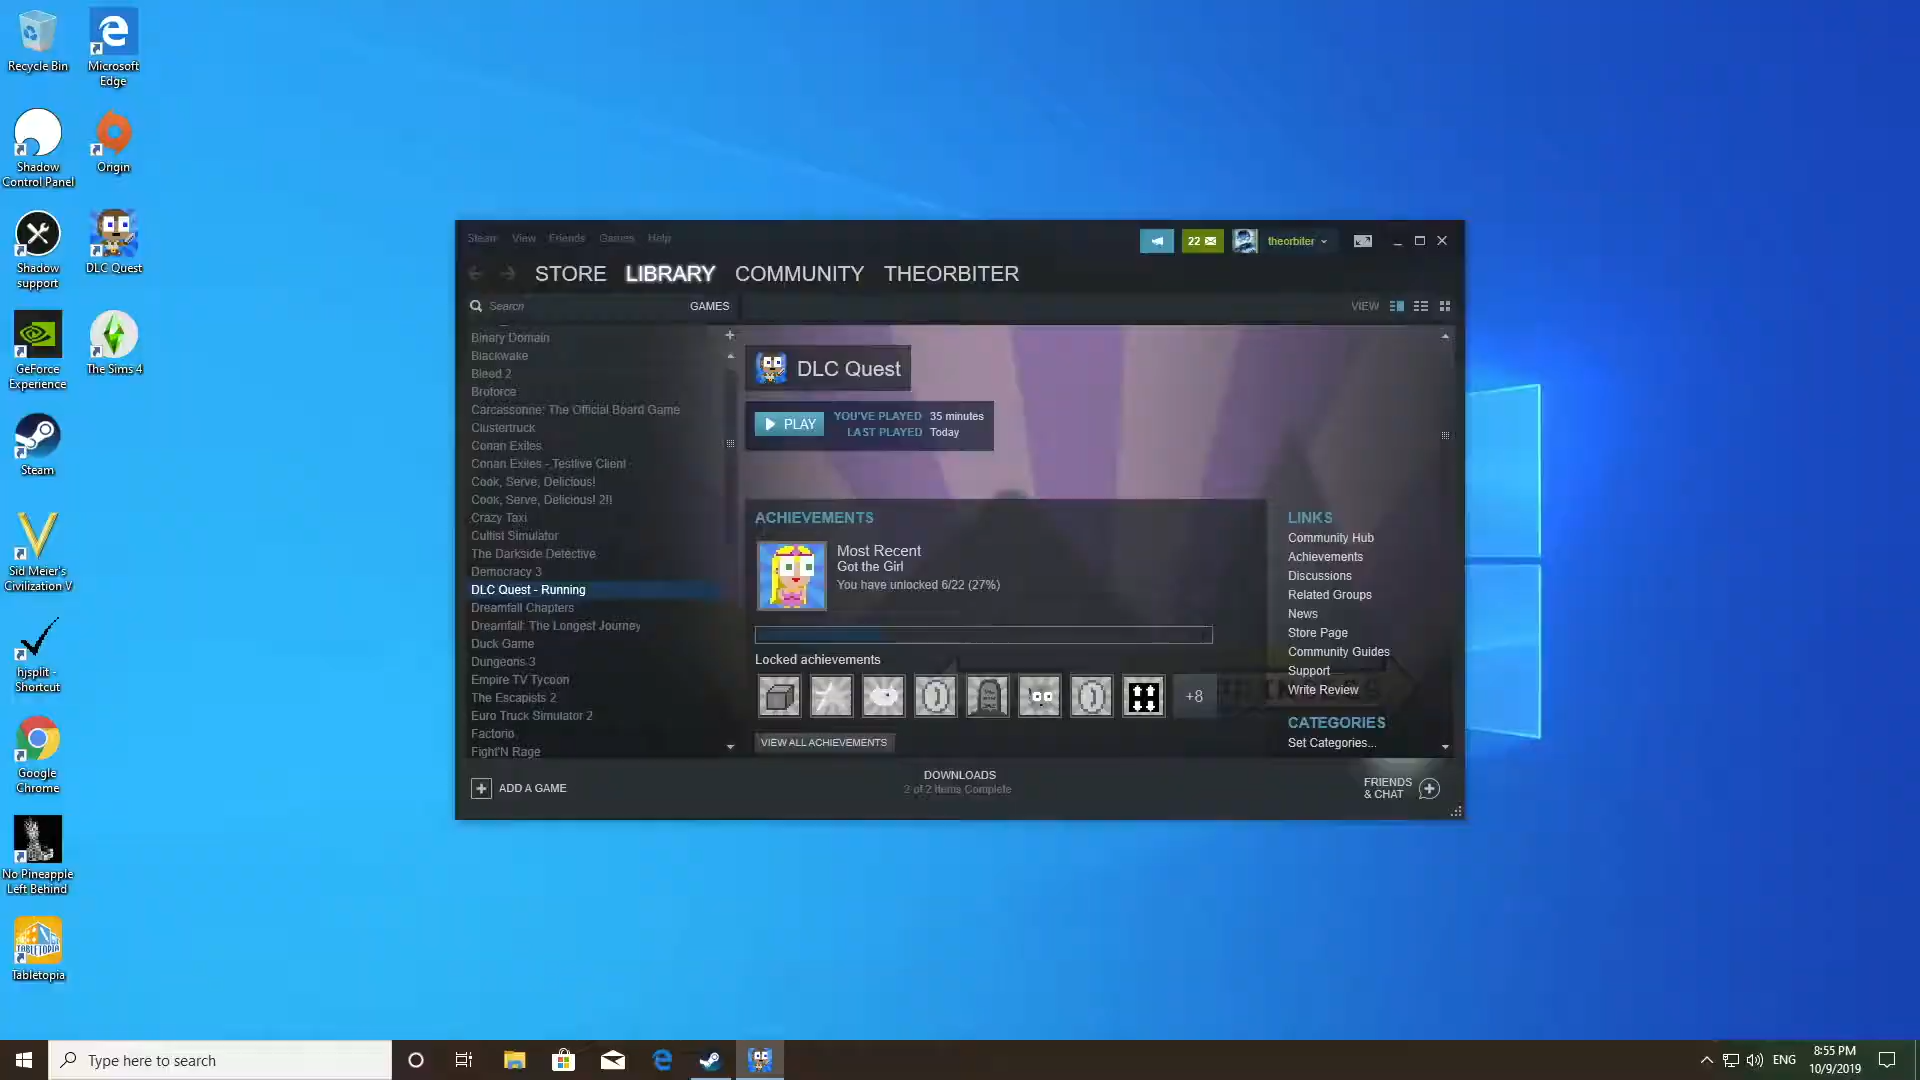 Recycle Bin
Microsoft
Edge
Shadow
Control Panel
Origin
Shadow
support
DLC Quest
GeForce
Experience
The Sims 4
Steam
Sid Meier's
Civilization V
hjsplit -
Shortcut
Google
Chrome
No Pineapple
Left Behind
TABLETOPIA
Tabletopia
Steam View Friends Games Help
22
theorbiter
STORE LIBRARY COMMUNITY THEORBITER
Search
GAMES
VIEW
Binary Domain
Blackwake
Bleed 2
Broforce
Carcassonne: The Official Board Game
Clustertruck
Conan Exiles
Conan Exiles - Testlive Client
Cook, Serve, Delicious!
Cook, Serve, Delicious! 2!!
Crazy Taxi
Cultist Simulator
The Darkside Detective
Democracy 3
DLC Quest - Running
Dreamfall Chapters
Dreamfall: The Longest Journey
Duck Game
Dungeons 3
Empire TV Tycoon
The Escapists 2
Euro Truck Simulator 2
Factorio
Fight'N Rage
DLC Quest
PLAY
YOU'VE PLAYED 35 minutes
LAST PLAYED Today
ACHIEVEMENTS
Most Recent
Got the Girl
You have unlocked 6/22 (27%)
Locked achievements
+8
VIEW ALL ACHIEVEMENTS
LINKS
Community Hub
Achievements
Discussions
Related Groups
News
Store Page
Community Guides
Support
Write Review
CATEGORIES
Set Categories...
ADD A GAME
DOWNLOADS
2 of 2 Items Complete
FRIENDS
& CHAT
Type here to search
ENG
8:55 PM
10/9/2019